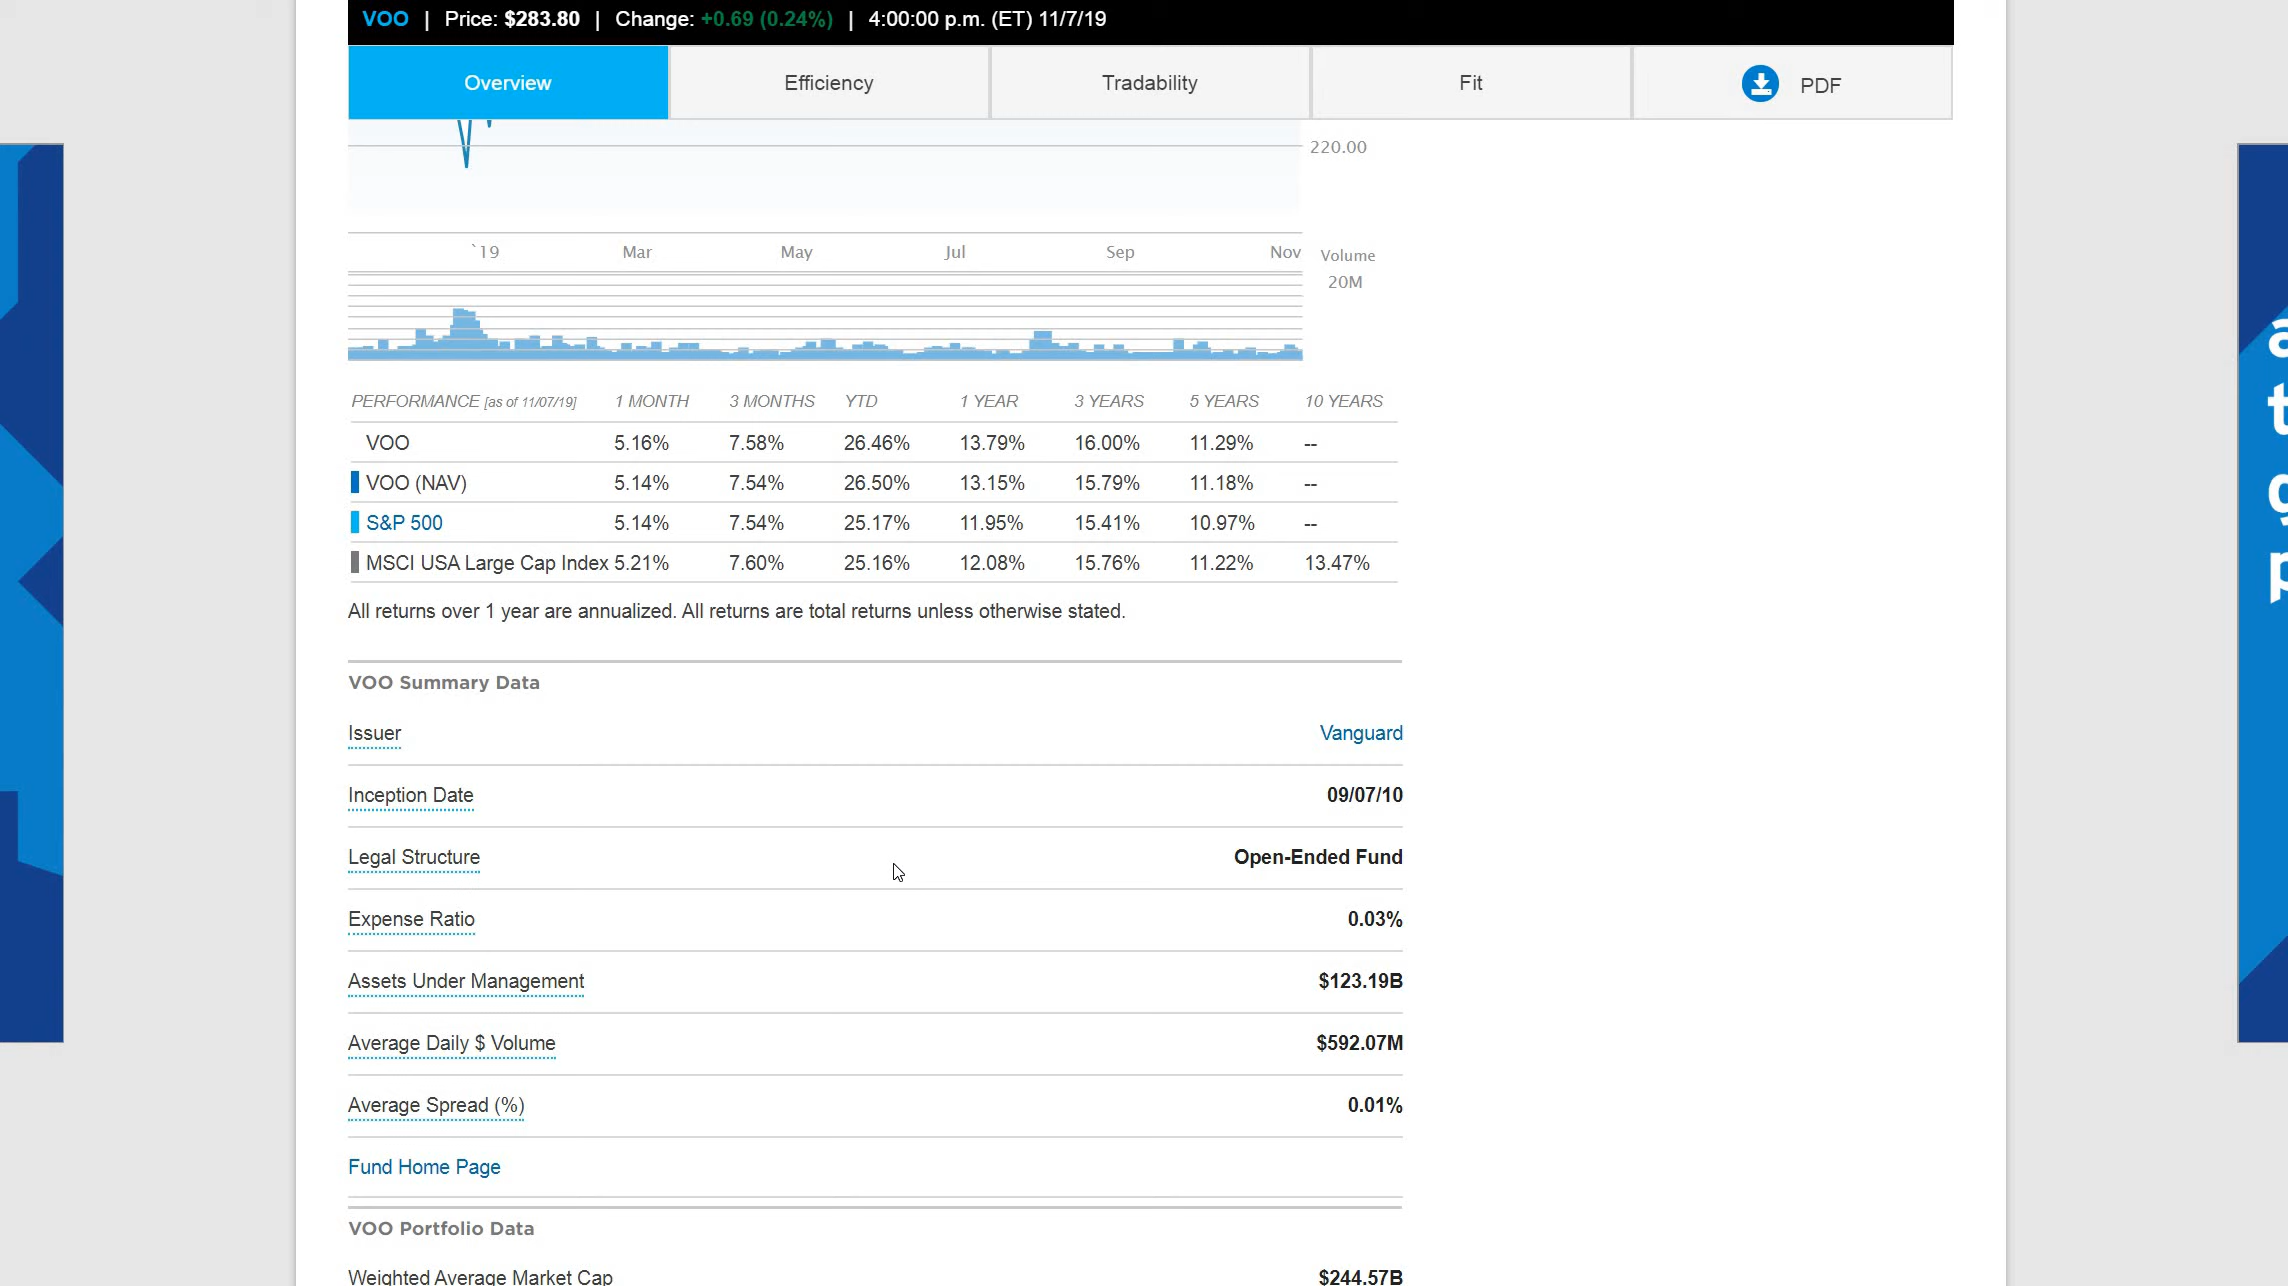 VOO | Price: $283.80 | Change: +0.69 (0.24%) | 4:00:00 p.m. (ET) 11/7/19
Overview Efficiency Tradability Fit PDF
220.00
`19 Mar May Jul Sep Nov Volume
20M
PERFORMANCE [as of 11/07/19] 1 MONTH 3 MONTHS YTD 1 YEAR 3 YEARS 5 YEARS 10 YEARS
VOO 5.16% 7.58% 26.46% 13.79% 16.00% 11.29% --
VOO (NAV) 5.14% 7.54% 26.50% 13.15% 15.79% 11.18% --
S&P 500 5.14% 7.54% 25.17% 11.95% 15.41% 10.97% --
MSCI USA Large Cap Index 5.21% 7.60% 25.16% 12.08% 15.76% 11.22% 13.47%
All returns over 1 year are annualized. All returns are total returns unless otherwise stated.
VOO Summary Data
Issuer Vanguard
Inception Date 09/07/10
Legal Structure Open-Ended Fund
Expense Ratio 0.03%
Assets Under Management $123.19B
Average Daily $ Volume $592.07M
Average Spread (%) 0.01%
Fund Home Page
VOO Portfolio Data
Weighted Average Market Cap $244.57B